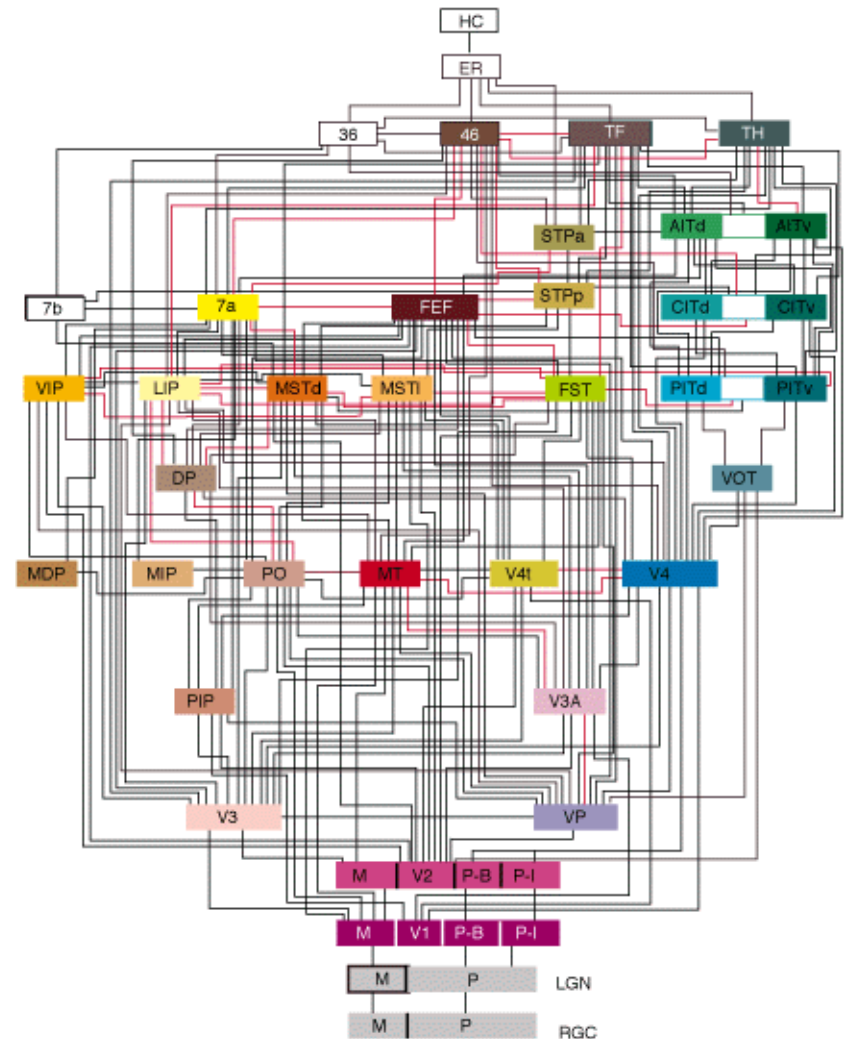 HC
ER
36 46 TF TH
STPa AITd AITv
7b 7a FEF STPp CITd CITv
VIP LIP MSTd MSTl FST PITd PITv
DP VOT
MDP MIP PO MT V4t V4
PIP V3A
V3 VP
M V2 P-B P-I
M V1 P-B P-I
M P LGN
M P RGC